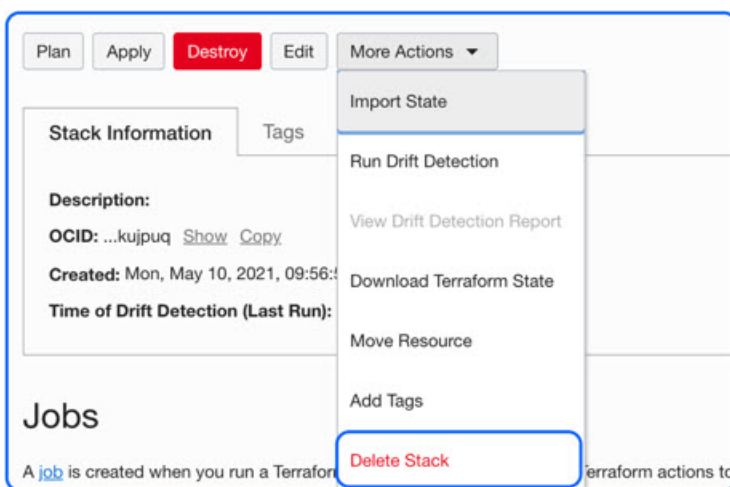 Plan Apply Destroy Edit More Actions
Import State
Stack Information Tags
Run Drift Detection
Description:
View Drift Detection Report
OCID: ...kujpuq Show Copy
Created: Mon, May 10, 2021, 09:56:
Download Terraform State
Time of Drift Detection (Last Run):
Move Resource
Add Tags
Jobs
Delete Stack
A job is created when you run a Terrafor
erraform actions to